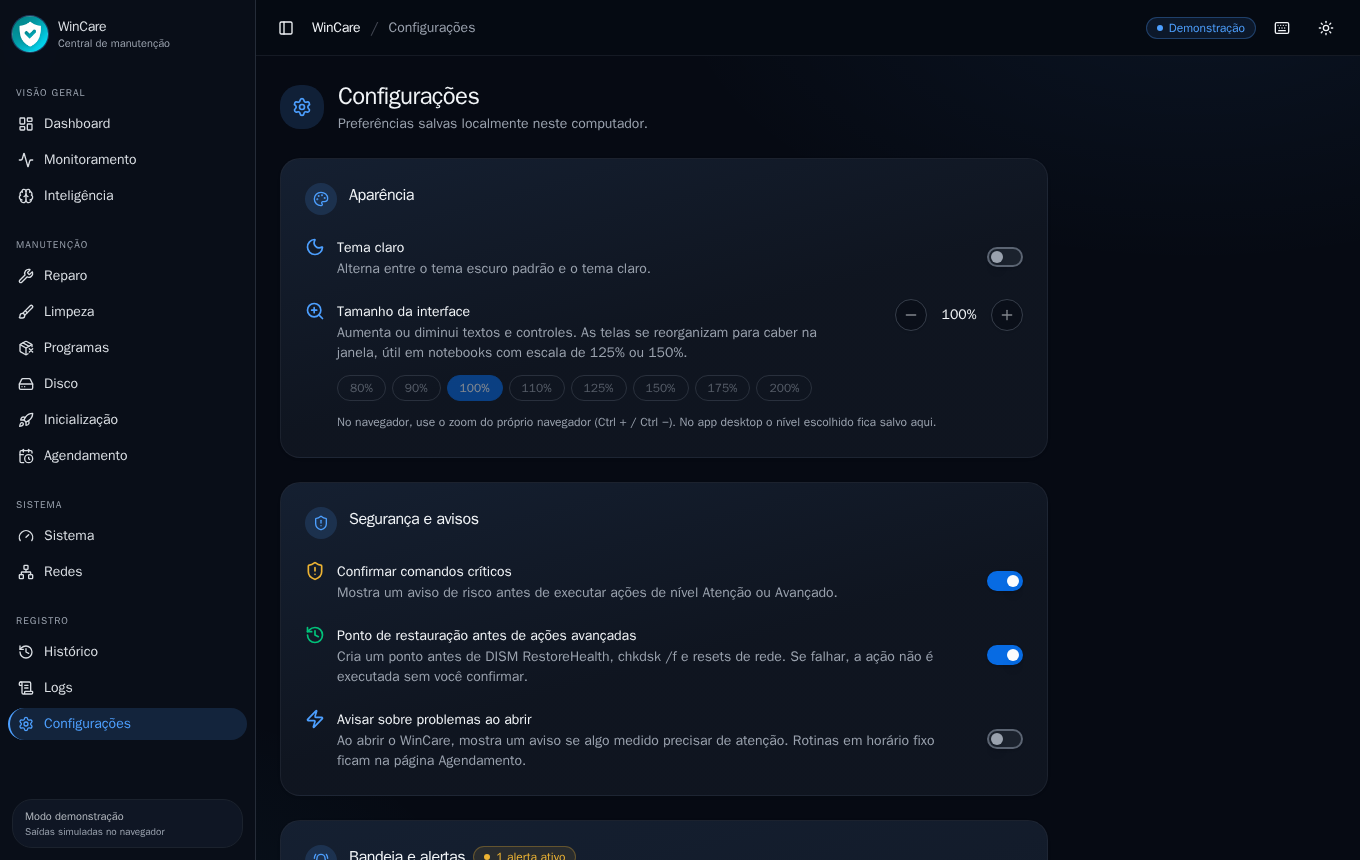 WinCare
Central de manutenção
VISÃO GERAL
Dashboard
Monitoramento
Inteligência
MANUTENÇÃO
Reparo
Limpeza
Programas
Disco
Inicialização
Agendamento
SISTEMA
Sistema
Redes
REGISTRO
Histórico
Logs
Configurações
Modo demonstração
Saídas simuladas no navegador
WinCare / Configurações
Demonstração
Configurações
Preferências salvas localmente neste computador.
Aparência
Tema claro
Alterna entre o tema escuro padrão e o tema claro.
Tamanho da interface
Aumenta ou diminui textos e controles. As telas se reorganizam para caber na
janela, útil em notebooks com escala de 125% ou 150%.
100%
80% 90% 100% 110% 125% 150% 175% 200%
No navegador, use o zoom do próprio navegador (Ctrl + / Ctrl −). No app desktop o nível escolhido fica salvo aqui.
Segurança e avisos
Confirmar comandos críticos
Mostra um aviso de risco antes de executar ações de nível Atenção ou Avançado.
Ponto de restauração antes de ações avançadas
Cria um ponto antes de DISM RestoreHealth, chkdsk /f e resets de rede. Se falhar, a ação não é
executada sem você confirmar.
Avisar sobre problemas ao abrir
Ao abrir o WinCare, mostra um aviso se algo medido precisar de atenção. Rotinas em horário fixo
ficam na página Agendamento.
Bandeja e alertas
1 alerta ativo